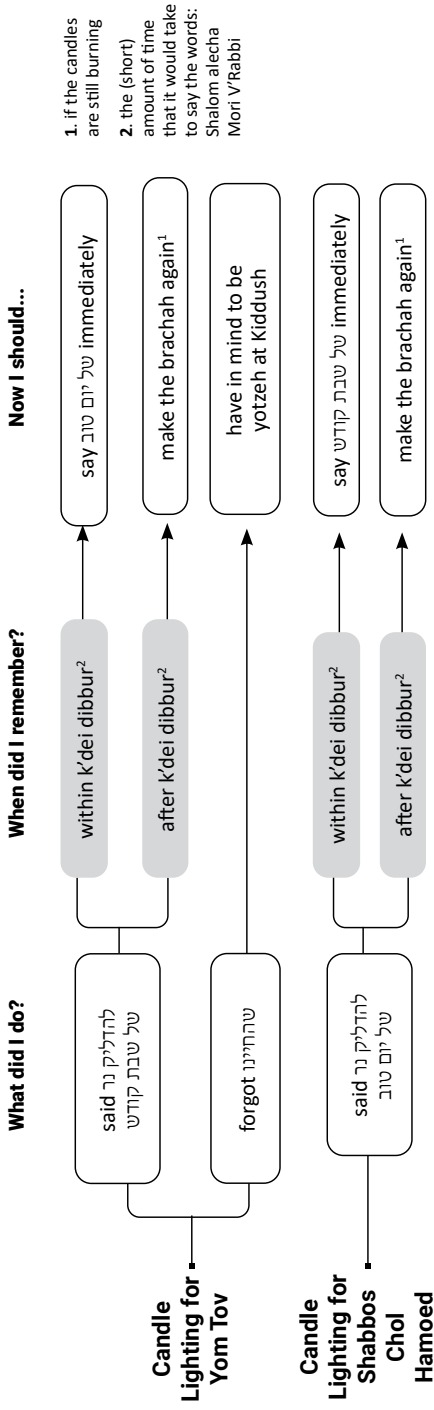 What did I do?
When did I remember?
Now I should...
Candle
Lighting for
Yom Tov
said להדליק נר
של שבת קודש
within k'dei dibbur²
say של יום טוב immediately
after k'dei dibbur²
make the brachah again¹
forgot שהחיינו
have in mind to be
yotzeh at Kiddush
Candle
Lighting for
Shabbos
Chol
Hamoed
said להדליק נר
של יום טוב
within k'dei dibbur²
say של שבת קודש immediately
after k'dei dibbur²
make the brachah again¹
1. if the candles
are still burning
2. the (short)
amount of time
that it would take
to say the words:
Shalom alecha
Mori V'Rabbi